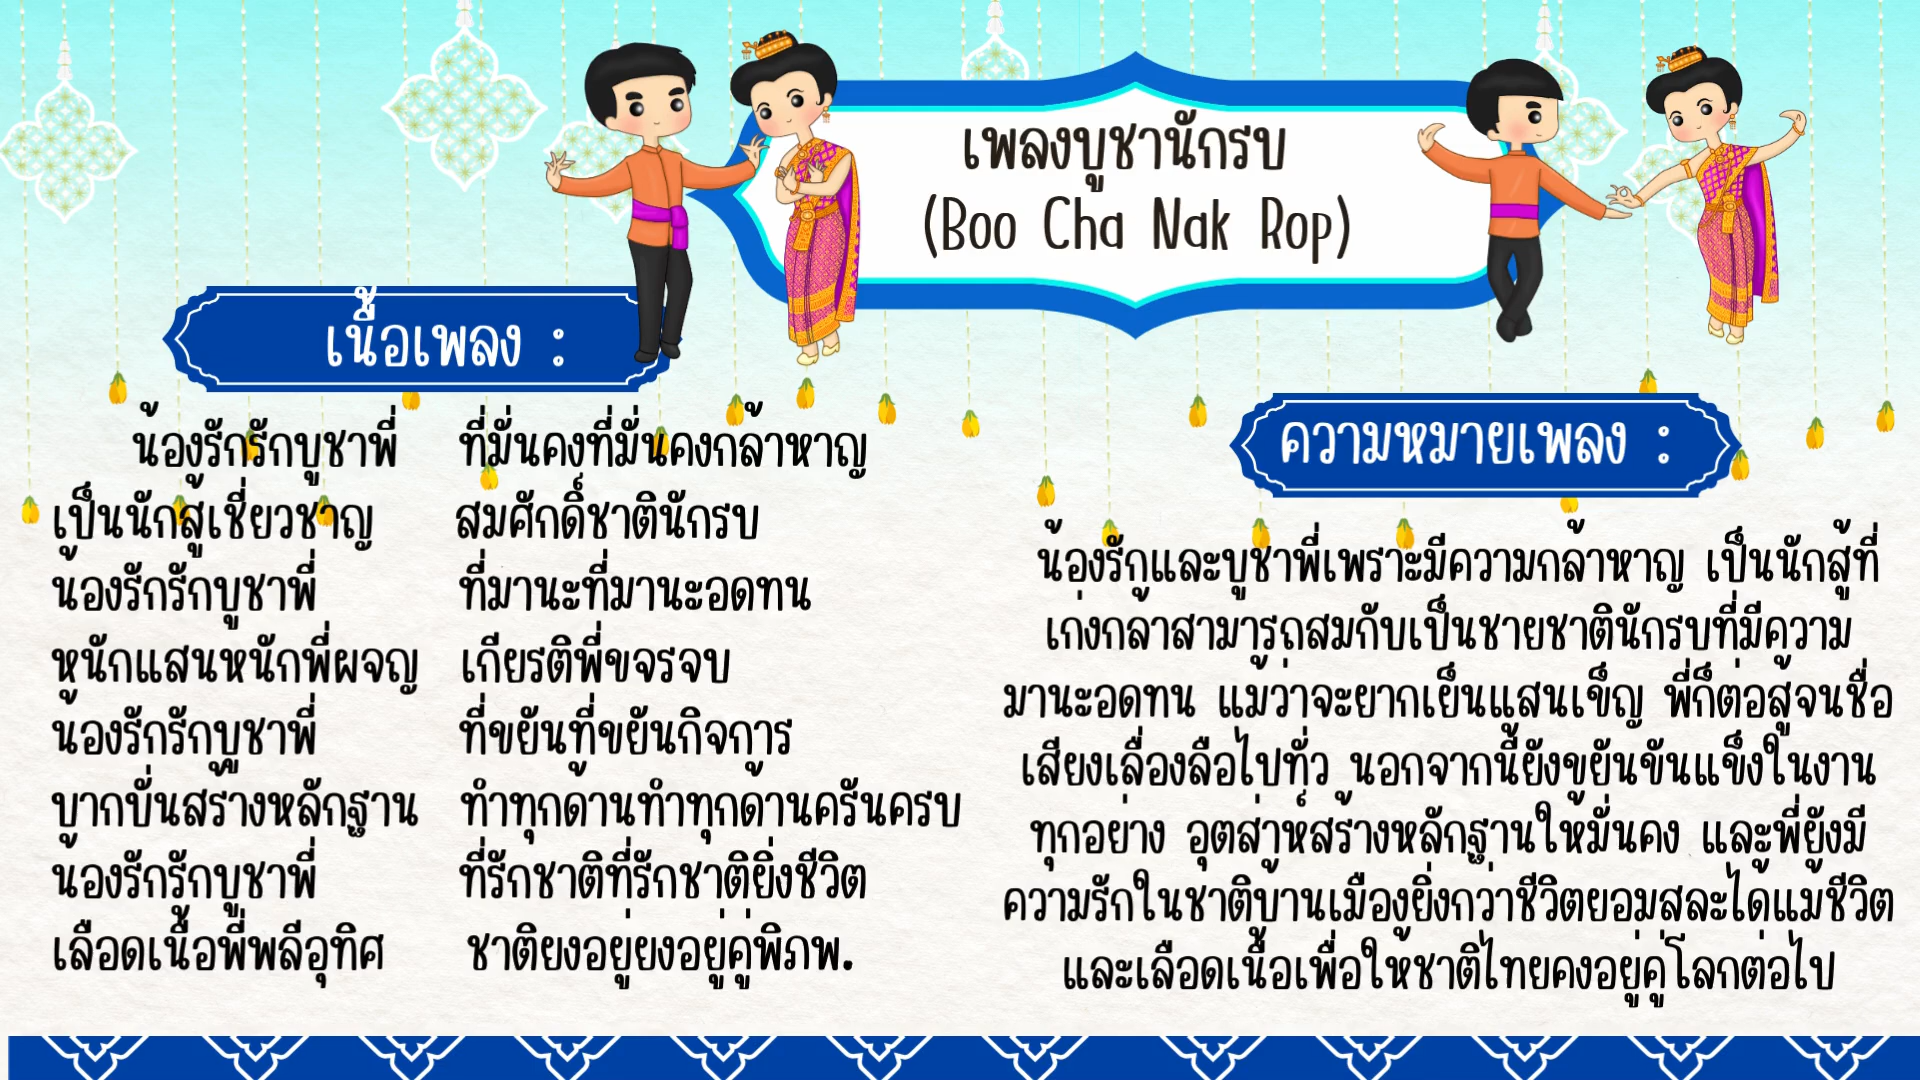 เพลงบูชานักรบ
(Boo Cha Nak Rop)
เนื้อเพลง :
น้องรักรักบูชาพี่ ที่มั่นคงที่มั่นคงกล้าหาญ
เป็นนักสู้เชี่ยวชาญ สมศักดิ์ชาตินักรบ
น้องรักรักบูชาพี่ ที่มานะที่มานะอดทน
หนักแสนหนักพี่ผจญ เกียรติพี่ขจรจบ
น้องรักรักบูชาพี่ ที่ขยันที่ขยันกิจการ
บากบั่นสร้างหลักฐาน ทำทุกด้านทำทุกด้านครันครบ
น้องรักรักบูชาพี่ ที่รักชาติที่รักชาติยิ่งชีวิต
เลือดเนื้อพี่พลีอุทิศ ชาติยงอยู่ยงอยู่คู่พิภพ.
ความหมายเพลง :
น้องรักและบูชาพี่เพราะมีความกล้าหาญ เป็นนักสู้ที่
เก่งกล้าสามารถสมกับเป็นชายชาตินักรบที่มีความ
มานะอดทน แม้ว่าจะยากเย็นแสนเข็ญ พี่ก็ต่อสู้จนชื่อ
เสียงเลื่องลือไปทั่ว นอกจากนี้ยังขยันขันแข็งในงาน
ทุกอย่าง อุตส่าห์สร้างหลักฐานให้มั่นคง และพี่ยังมี
ความรักในชาติบ้านเมืองยิ่งกว่าชีวิตยอมสละได้แม้ชีวิต
และเลือดเนื้อเพื่อให้ชาติไทยคงอยู่คู่โลกต่อไป